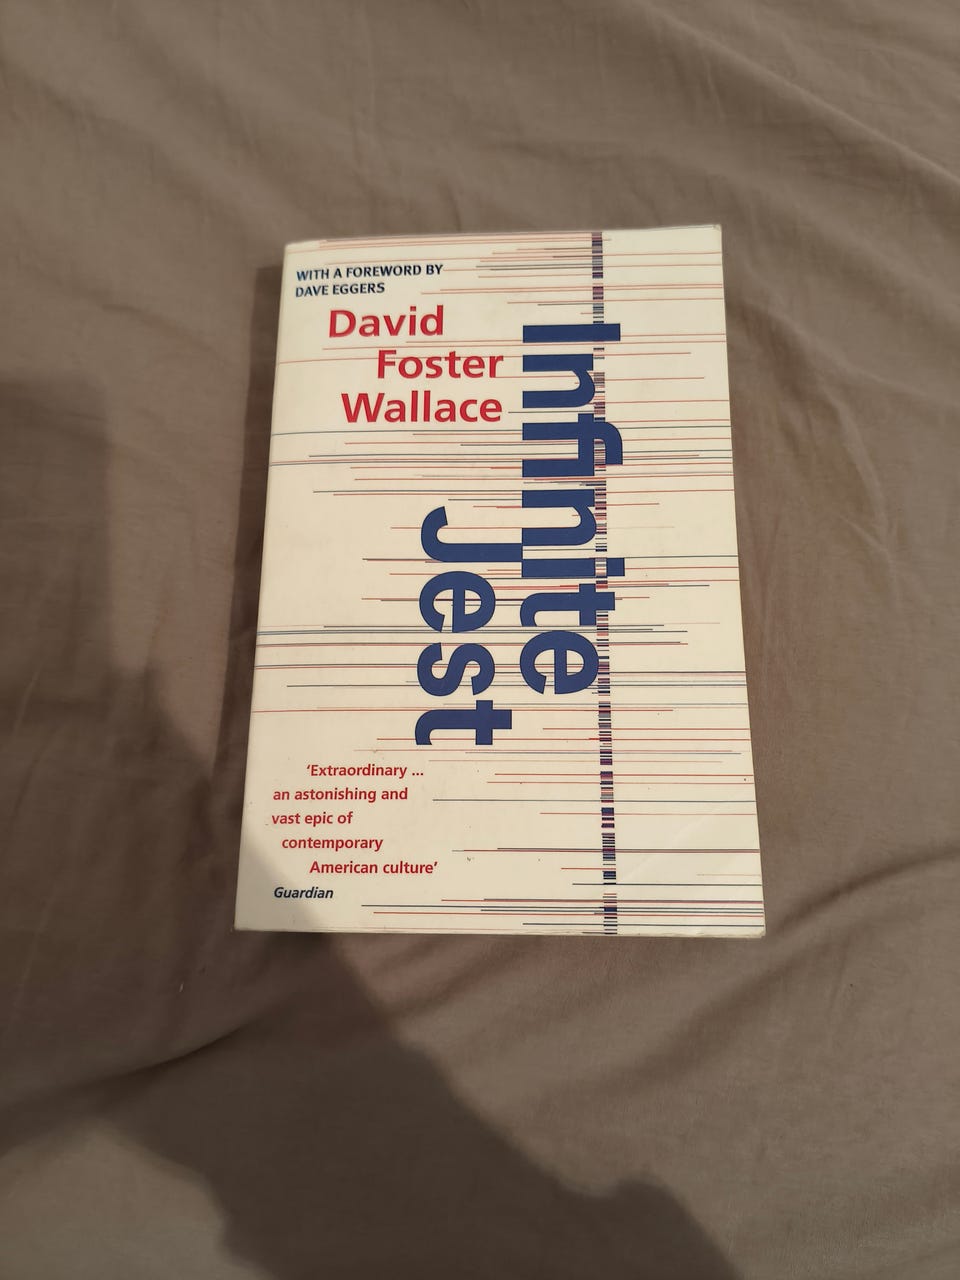 WITH A FOREWORD BY
DAVE EGGERS
David
Foster
Wallace
Infinite
Jest
‘Extraordinary ...
an astonishing and
vast epic of
contemporary
American culture’
Guardian